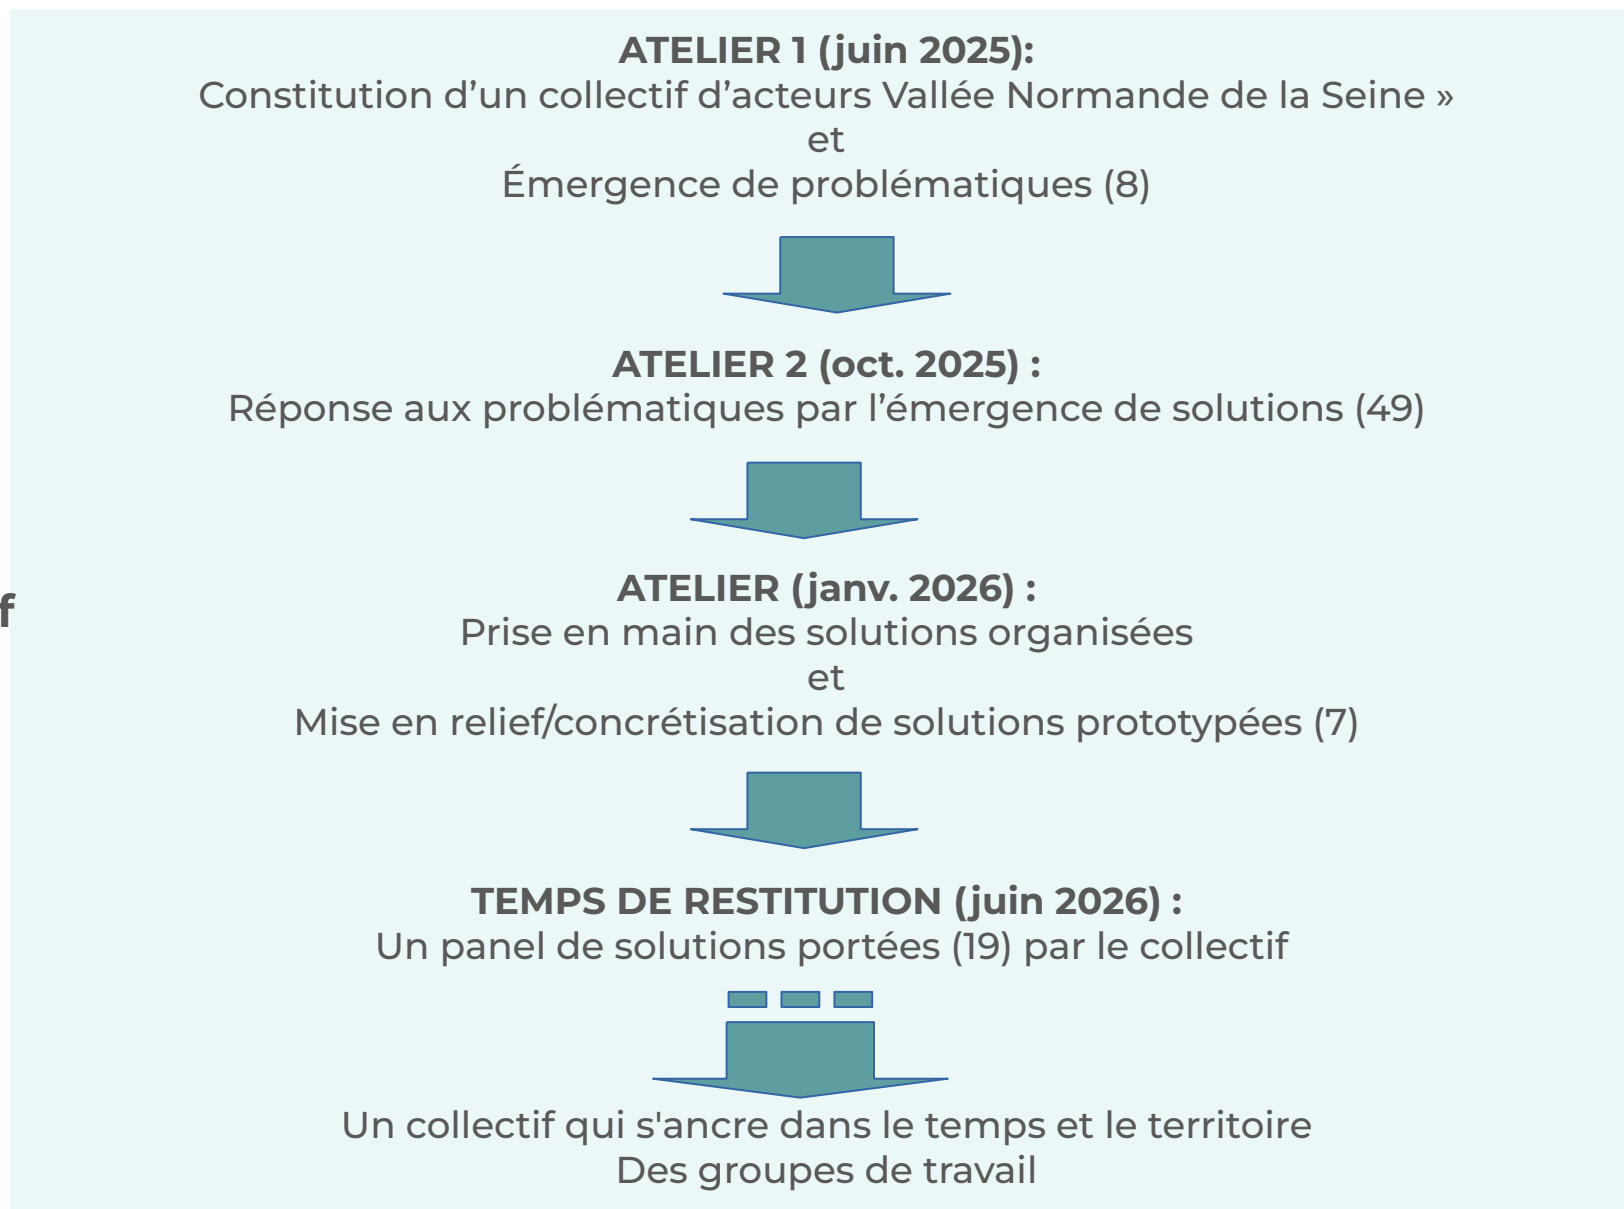 ATELIER 1 (juin 2025):
Constitution d’un collectif d’acteurs Vallée Normande de la Seine »
et
Émergence de problématiques (8)
ATELIER 2 (oct. 2025) :
Réponse aux problématiques par l’émergence de solutions (49)
f
ATELIER (janv. 2026) :
Prise en main des solutions organisées
et
Mise en relief/concrétisation de solutions prototypées (7)
TEMPS DE RESTITUTION (juin 2026) :
Un panel de solutions portées (19) par le collectif
Un collectif qui s'ancre dans le temps et le territoire
Des groupes de travail